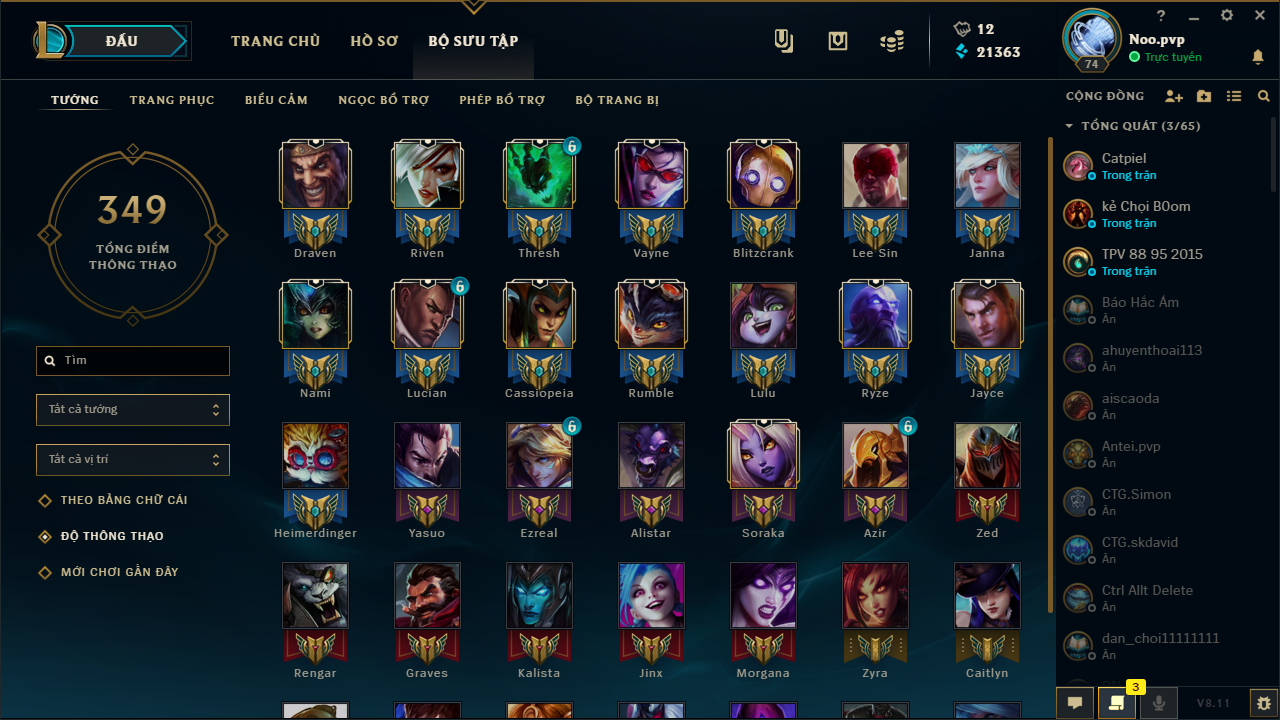 ĐẤU
TRANG CHỦ
HỒ SƠ
BỘ SƯU TẬP
12
21363
74
Noo.pvp
Trực tuyến
TƯỚNG
TRANG PHỤC
BIỂU CẢM
NGỌC BỔ TRỢ
PHÉP BỔ TRỢ
BỘ TRANG BỊ
349
TỔNG ĐIỂM
THÔNG THẠO
Tìm
Tất cả tướng
Tất cả vị trí
THEO BẢNG CHỮ CÁI
ĐỘ THÔNG THẠO
MỚI CHƠI GẦN ĐÂY
6
Draven
Riven
Thresh
Vayne
Blitzcrank
Lee Sin
Janna
6
Nami
Lucian
Cassiopeia
Rumble
Lulu
Ryze
Jayce
6
6
Heimerdinger
Yasuo
Ezreal
Alistar
Soraka
Azir
Zed
Rengar
Graves
Kalista
Jinx
Morgana
Zyra
Caitlyn
CỘNG ĐỒNG
TỔNG QUÁT (3/65)
Catpiel
Trong trận
kẻ Chọi B0om
Trong trận
TPV 88 95 2015
Trong trận
Báo Hắc Ám
Ẩn
ahuyenthoai113
Ẩn
aiscaoda
Ẩn
Antei.pvp
Ẩn
CTG.Simon
Ẩn
CTG.skdavid
Ẩn
Ctrl Allt Delete
Ẩn
dan_choi11111111
Ẩn
3
V8.11